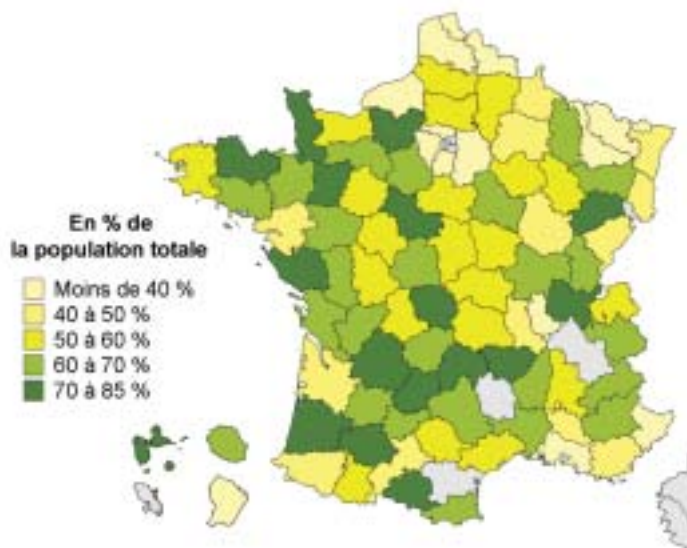 En % de
la population totale
Moins de 40 %
40 à 50 %
50 à 60 %
60 à 70 %
70 à 85 %